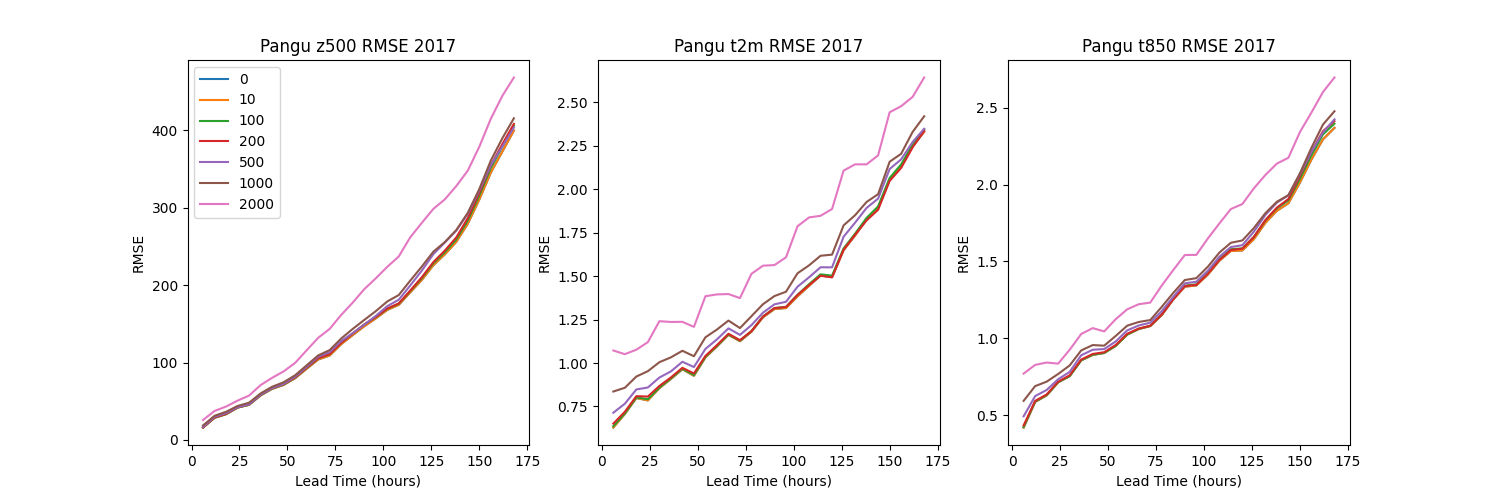 Pangu z500 RMSE 2017
0
10
100
200
500
1000
2000
400
300
200
100
0
RMSE
0 25 50 75 100 125 150 175
Lead Time (hours)
Pangu t2m RMSE 2017
2.50
2.25
2.00
1.75
1.50
1.25
1.00
0.75
RMSE
0 25 50 75 100 125 150 175
Lead Time (hours)
Pangu t850 RMSE 2017
2.5
2.0
1.5
1.0
0.5
RMSE
0 25 50 75 100 125 150 175
Lead Time (hours)